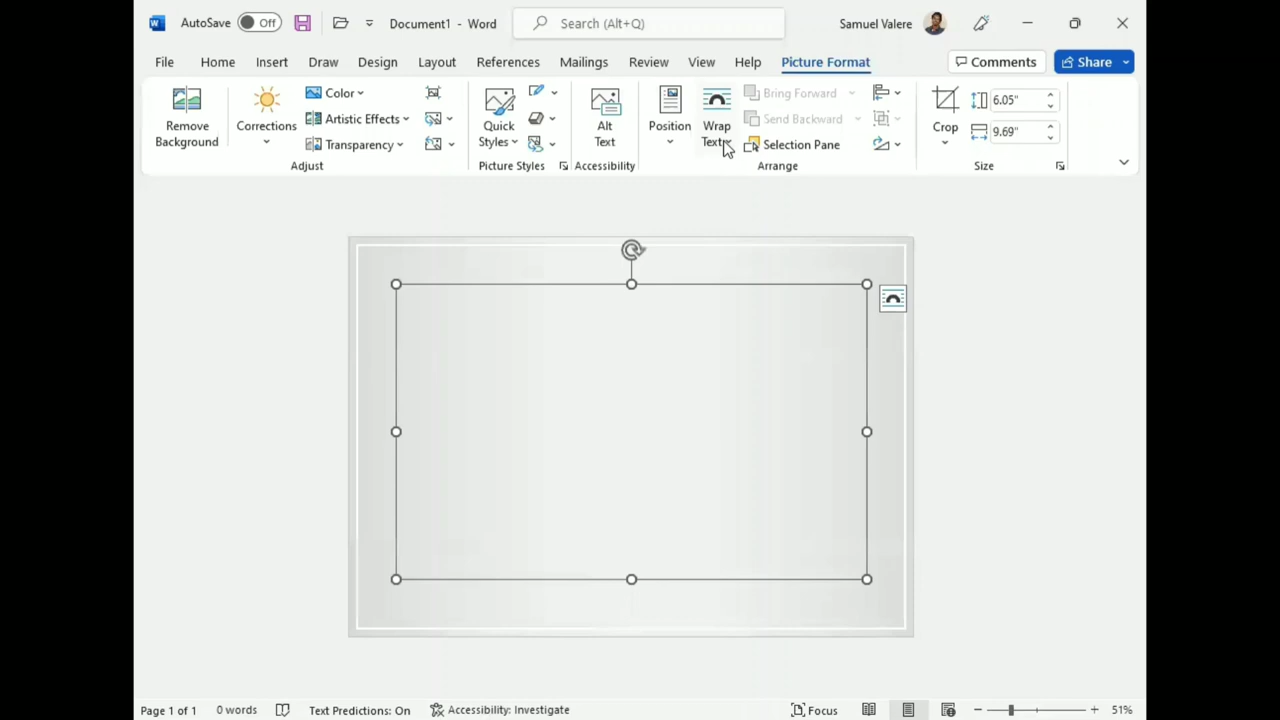 AutoSave Off Document1 - Word Search (Alt+Q) Samuel Valere
File Home Insert Draw Design Layout References Mailings Review View Help Picture Format Comments Share
Remove Background
Corrections
Color
Artistic Effects
Transparency
Adjust
Quick Styles
Picture Styles
Alt Text
Accessibility
Position
Wrap Text
Bring Forward
Send Backward
Selection Pane
Arrange
Crop
6.05"
9.69"
Size
Page 1 of 1 0 words Text Predictions: On Accessibility: Investigate Focus 51%